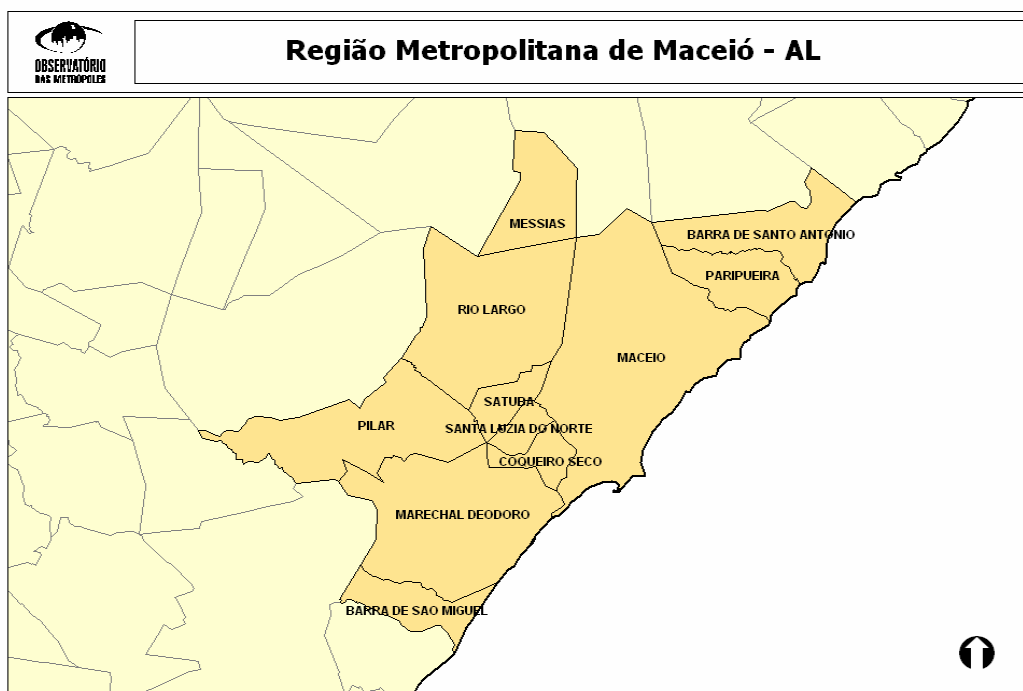 OBSERVATÓRIO
DAS METRÓPOLES
Região Metropolitana de Maceió - AL
MESSIAS
BARRA DE SANTO ANTONIO
PARIPUEIRA
RIO LARGO
MACEIO
SATUBA
PILAR
SANTA LUZIA DO NORTE
COQUEIRO SECO
MARECHAL DEODORO
BARRA DE SAO MIGUEL